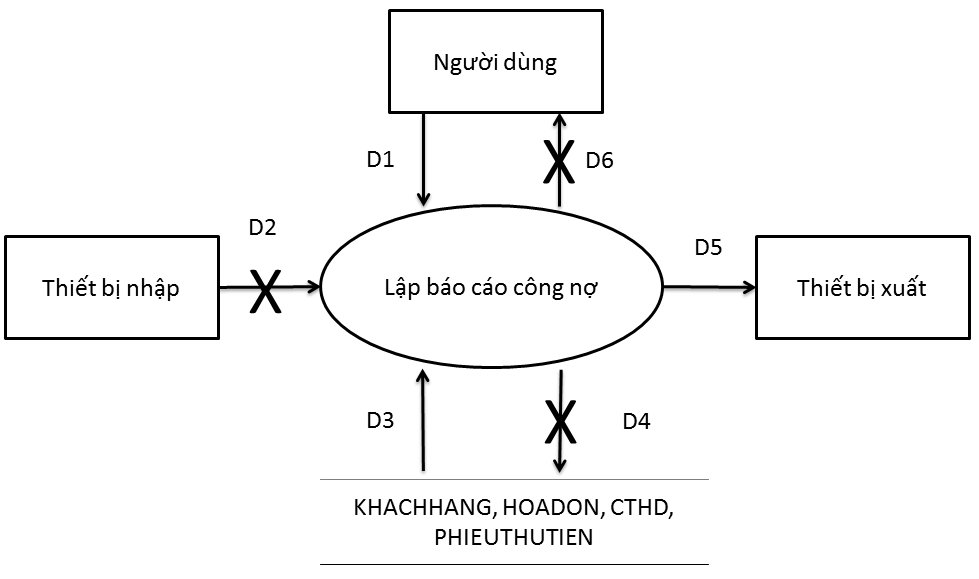 Người dùng
D1
D6
D2
D5
Thiết bị nhập
Lập báo cáo công nợ
Thiết bị xuất
D3
D4
KHACHHANG, HOADON, CTHD,
PHIEUTHUTIEN